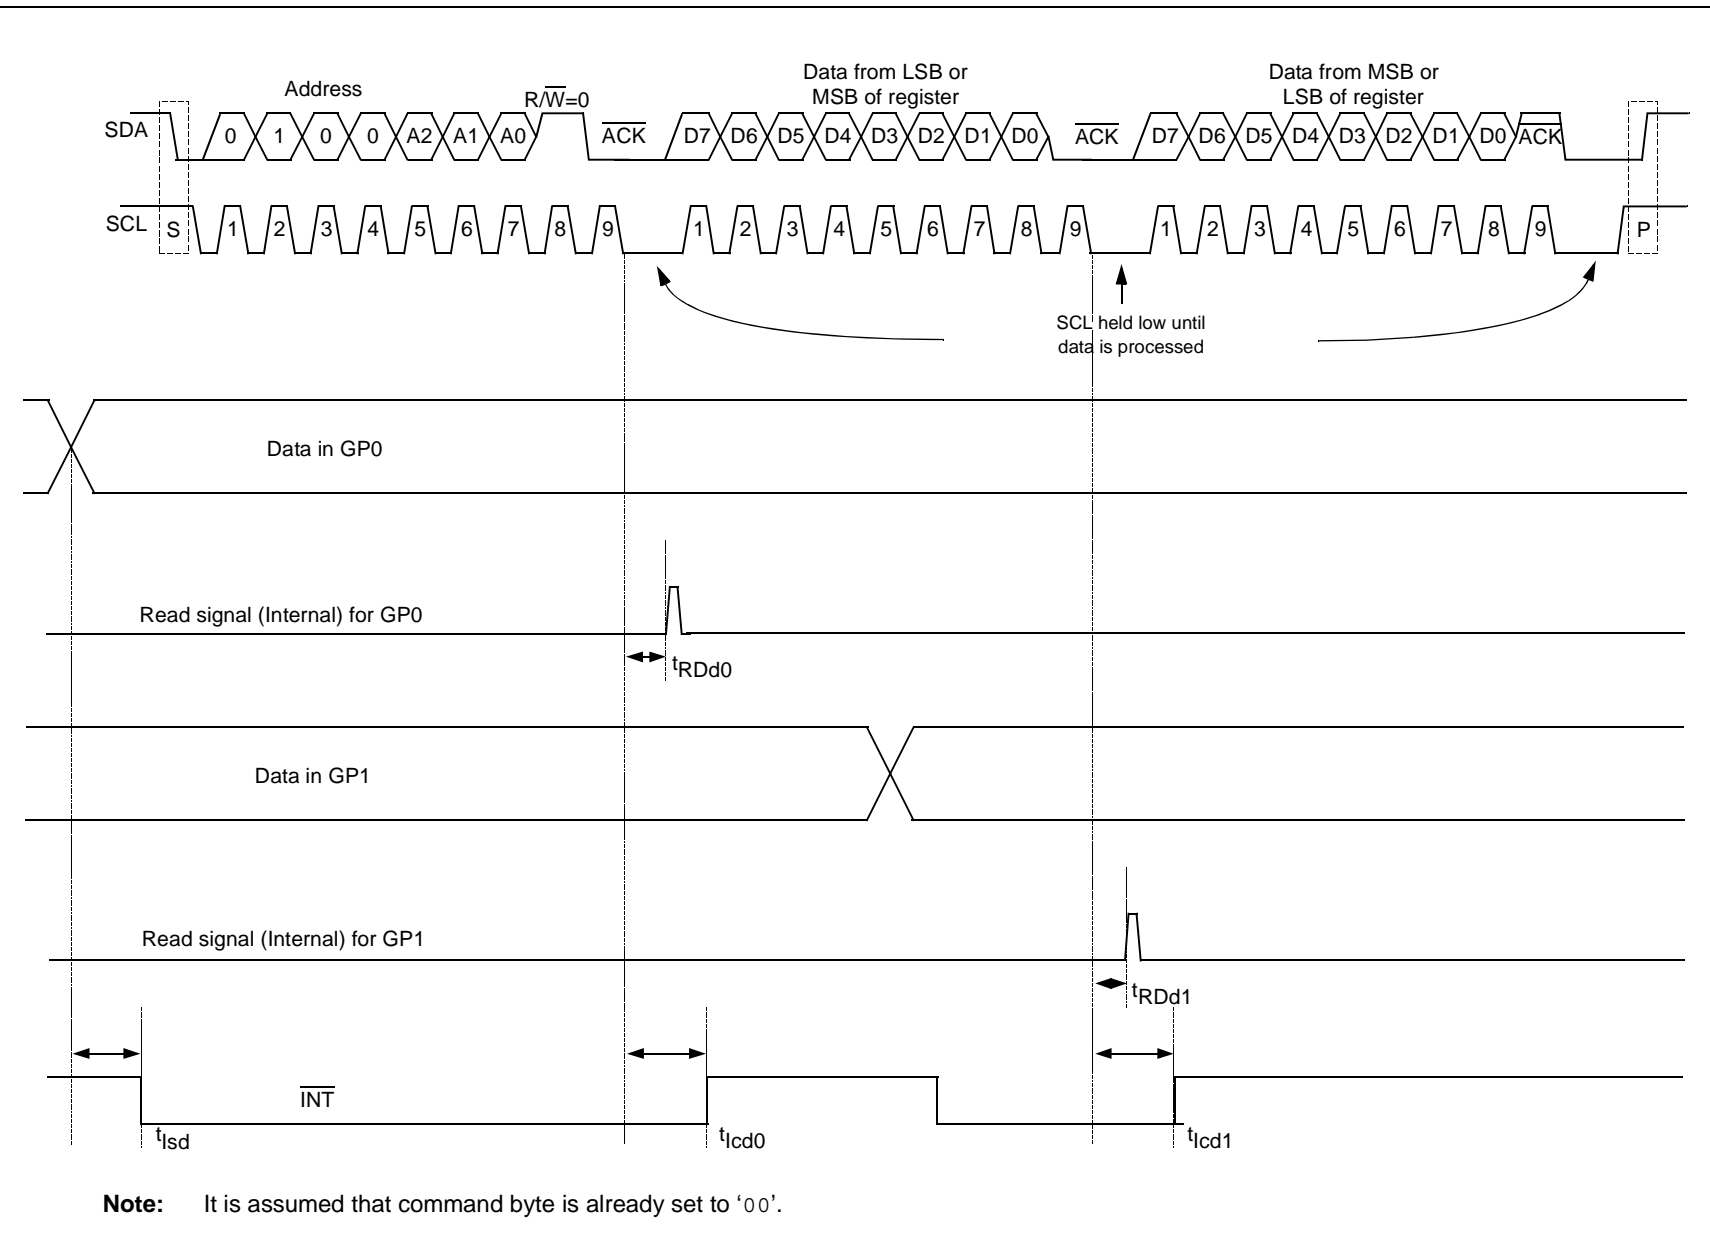 Address
R/W=0
Data from LSB or
MSB of register
Data from MSB or
LSB of register
SDA 0 1 0 0 A2 A1 A0 ACK D7 D6 D5 D4 D3 D2 D1 D0 ACK D7 D6 D5 D4 D3 D2 D1 D0 ACK
SCL S 1 2 3 4 5 6 7 8 9 1 2 3 4 5 6 7 8 9 1 2 3 4 5 6 7 8 9 P
SCL held low until
data is processed
Data in GP0
Read signal (Internal) for GP0
tRDd0
Data in GP1
Read signal (Internal) for GP1
tRDd1
INT
tIsd tIcd0 tIcd1
Note: It is assumed that command byte is already set to ‘00’.